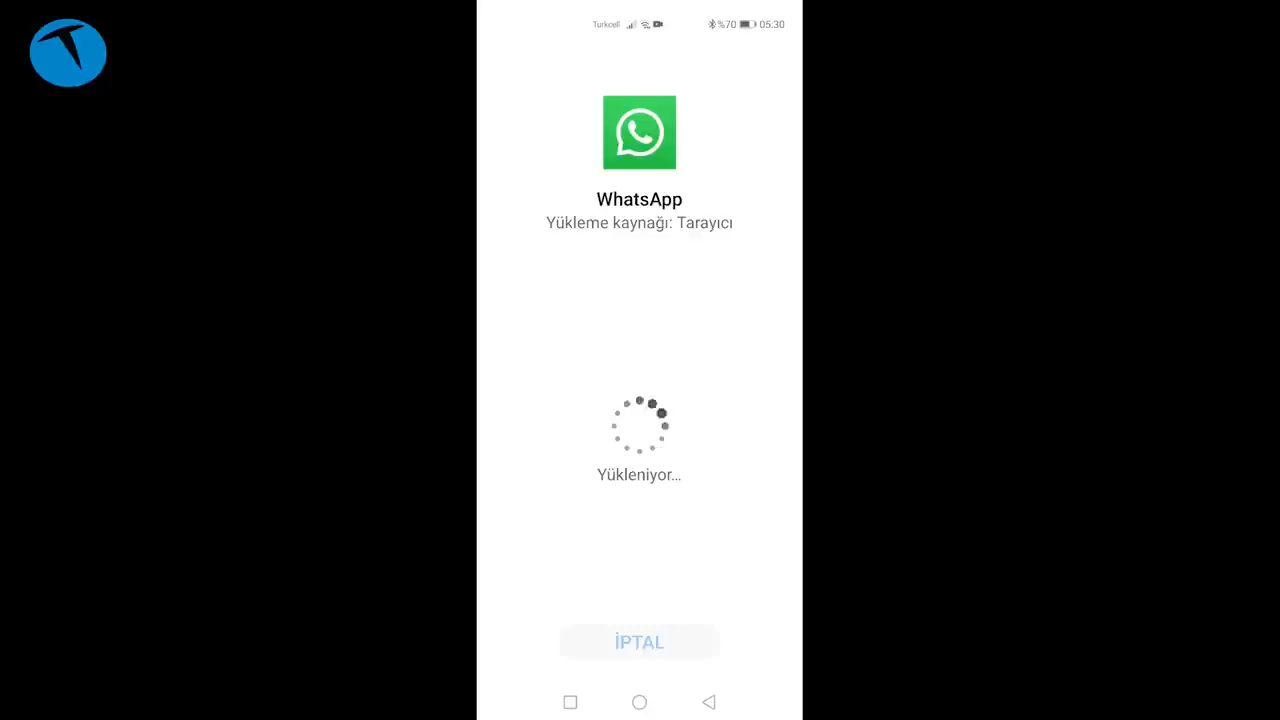 Turkcell %70 05:30
WhatsApp
Yükleme kaynağı: Tarayıcı
Yükleniyor...
İPTAL